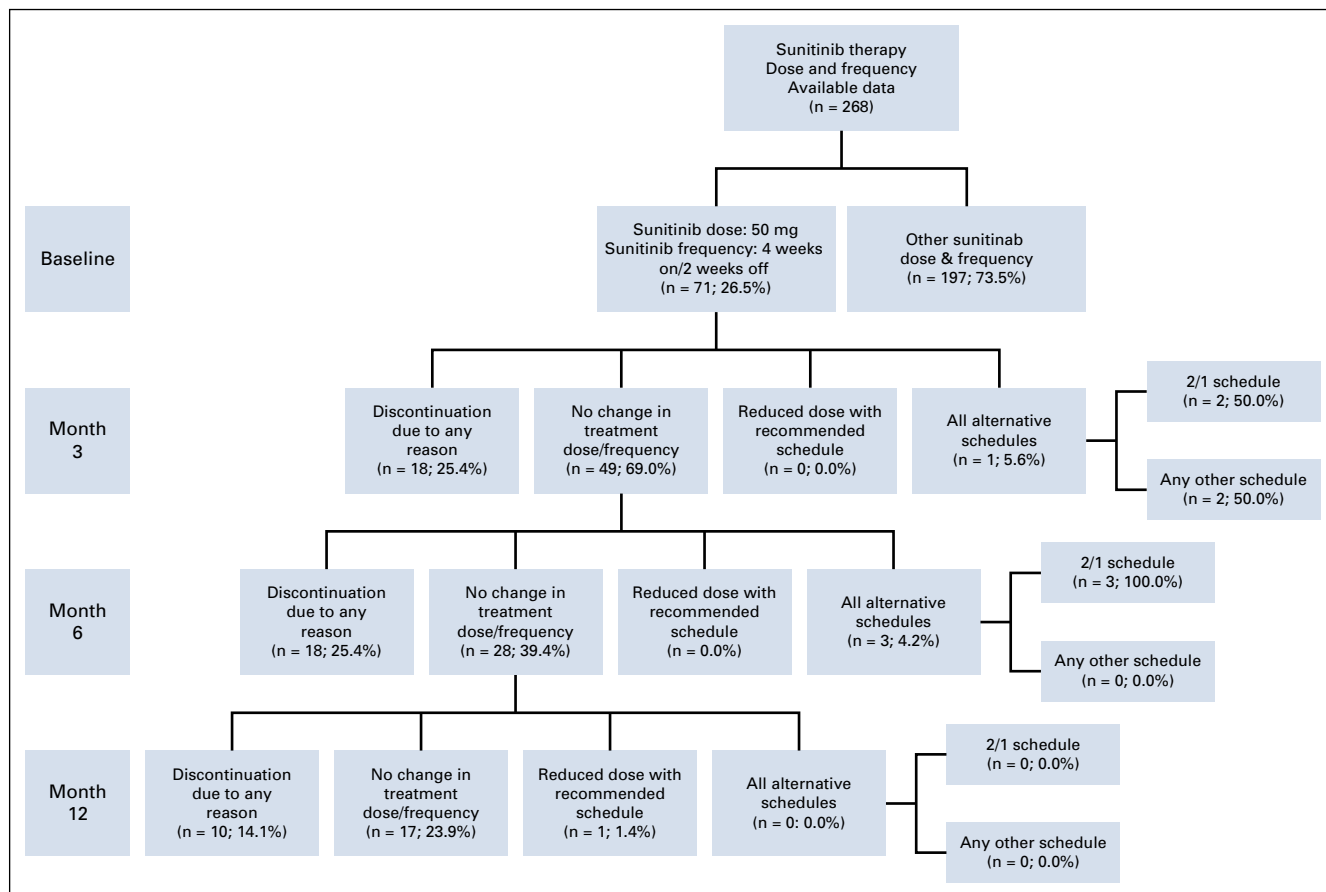 Sunitinib therapy
Dose and frequency
Available data
(n = 268)
Baseline
Sunitinib dose: 50 mg
Sunitinib frequency: 4 weeks
on/2 weeks off
(n = 71; 26.5%)
Other sunitinab
dose & frequency
(n = 197; 73.5%)
Month
3
Discontinuation
due to any
reason
(n = 18; 25.4%)
No change in
treatment
dose/frequency
(n = 49; 69.0%)
Reduced dose with
recommended
schedule
(n = 0; 0.0%)
All alternative
schedules
(n = 1; 5.6%)
2/1 schedule
(n = 2; 50.0%)
Any other schedule
(n = 2; 50.0%)
Month
6
Discontinuation
due to any
reason
(n = 18; 25.4%)
No change in
treatment
dose/frequency
(n = 28; 39.4%)
Reduced dose with
recommended
schedule
(n = 0.0%)
All alternative
schedules
(n = 3; 4.2%)
2/1 schedule
(n = 3; 100.0%)
Any other schedule
(n = 0; 0.0%)
Month
12
Discontinuation
due to any
reason
(n = 10; 14.1%)
No change in
treatment
dose/frequency
(n = 17; 23.9%)
Reduced dose with
recommended
schedule
(n = 1; 1.4%)
All alternative
schedules
(n = 0: 0.0%)
2/1 schedule
(n = 0; 0.0%)
Any other schedule
(n = 0; 0.0%)